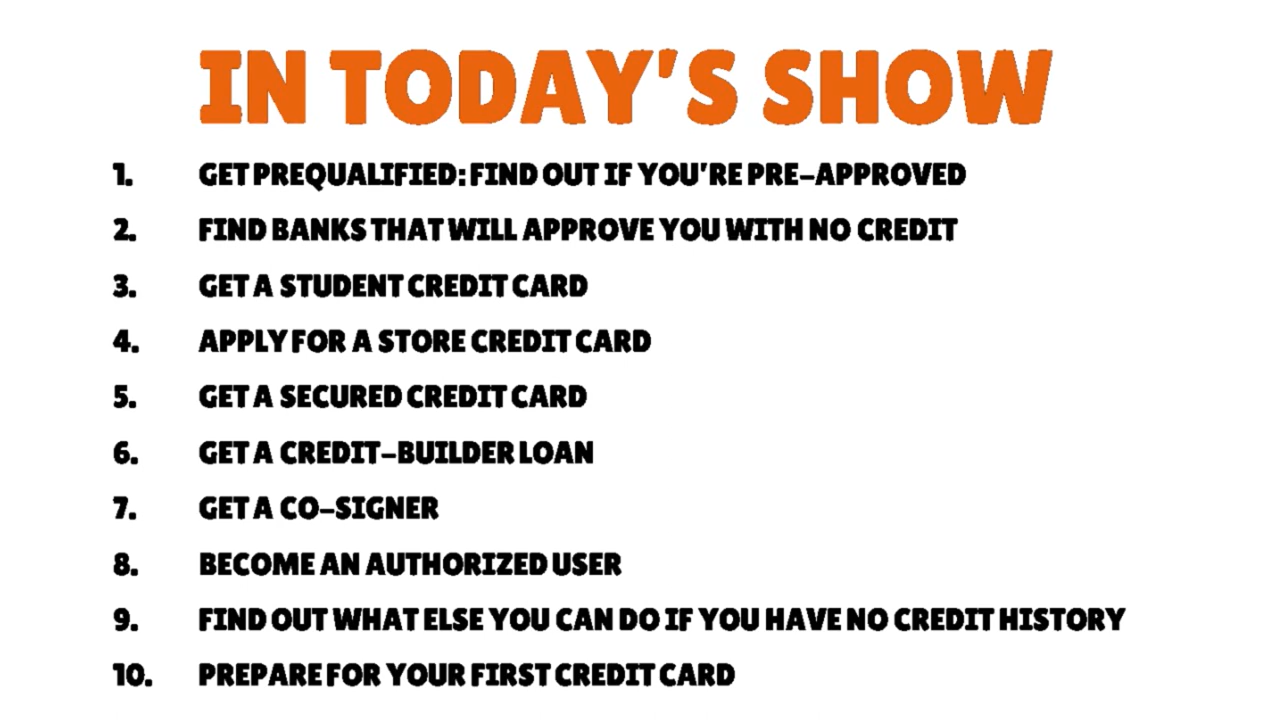 IN TODAY'S SHOW
1. GET PREQUALIFIED: FIND OUT IF YOU'RE PRE-APPROVED
2. FIND BANKS THAT WILL APPROVE YOU WITH NO CREDIT
3. GET A STUDENT CREDIT CARD
4. APPLY FOR A STORE CREDIT CARD
5. GET A SECURED CREDIT CARD
6. GET A CREDIT-BUILDER LOAN
7. GET A CO-SIGNER
8. BECOME AN AUTHORIZED USER
9. FIND OUT WHAT ELSE YOU CAN DO IF YOU HAVE NO CREDIT HISTORY
10. PREPARE FOR YOUR FIRST CREDIT CARD